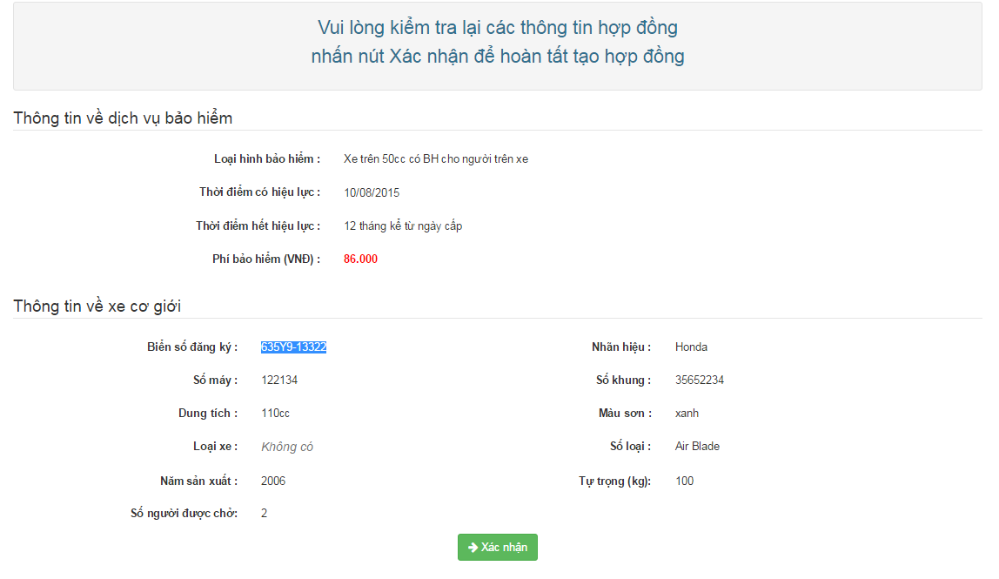 Vui lòng kiểm tra lại các thông tin hợp đồng
nhấn nút Xác nhận để hoàn tất tạo hợp đồng
Thông tin về dịch vụ bảo hiểm
Loại hình bảo hiểm : Xe trên 50cc có BH cho người trên xe
Thời điểm có hiệu lực : 10/08/2015
Thời điểm hết hiệu lực : 12 tháng kể từ ngày cấp
Phí bảo hiểm (VNĐ) : 86.000
Thông tin về xe cơ giới
Biển số đăng ký : 635Y9-13322 Nhãn hiệu : Honda
Số máy : 122134 Số khung : 35652234
Dung tích : 110cc Màu sơn : xanh
Loại xe : Không có Số loại : Air Blade
Năm sản xuất : 2006 Tự trọng (kg): 100
Số người được chở: 2
Xác nhận